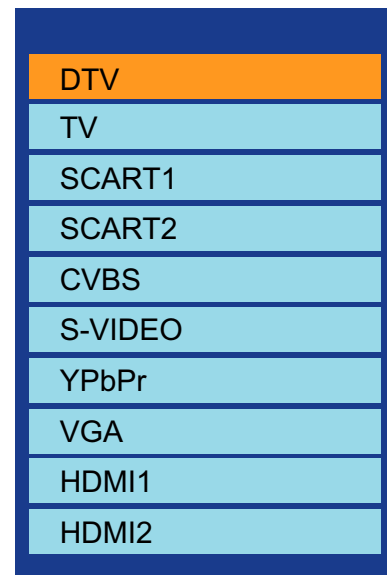 DTV
TV
SCART1
SCART2
CVBS
S-VIDEO
YPbPr
VGA
HDMI1
HDMI2